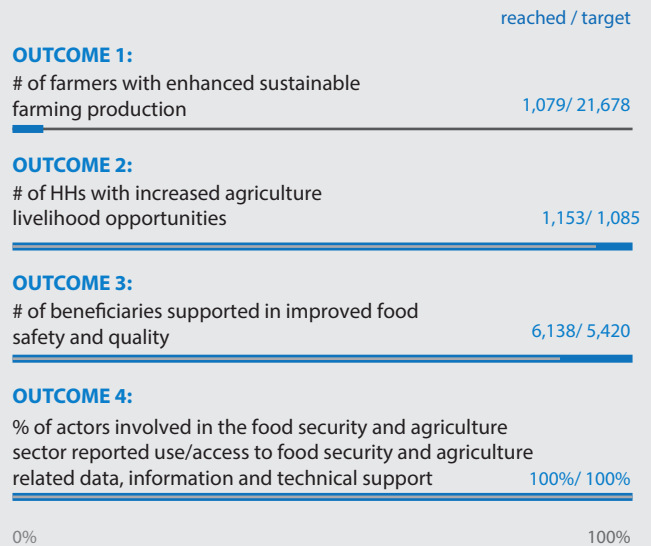 reached / target
OUTCOME 1:
# of farmers with enhanced sustainable
farming production
1,079/ 21,678
OUTCOME 2:
# of HHs with increased agriculture
livelihood opportunities
1,153/ 1,085
OUTCOME 3:
# of beneficiaries supported in improved food
safety and quality
6,138/ 5,420
OUTCOME 4:
% of actors involved in the food security and agriculture
sector reported use/access to food security and agriculture
related data, information and technical support
100%/ 100%
0%
100%